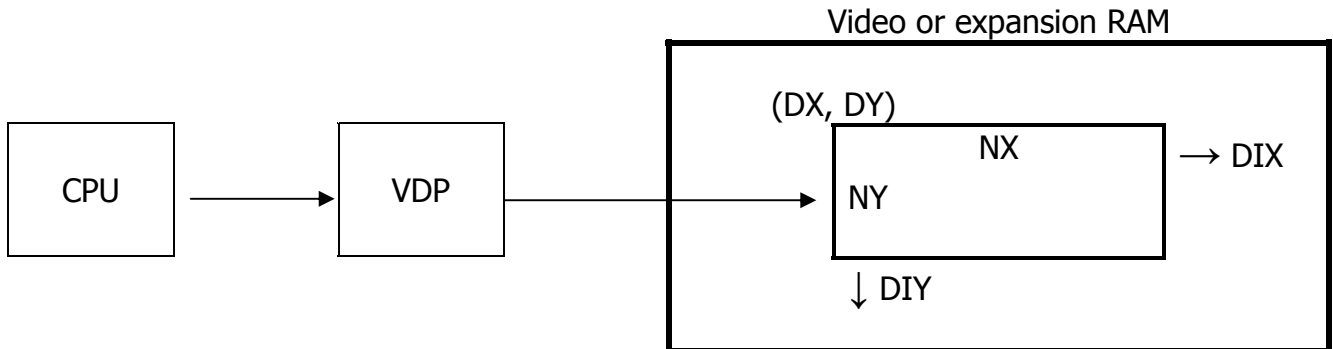 Video or expansion RAM
(DX, DY)
CPU
VDP
NX
→ DIX
NY
↓ DIY